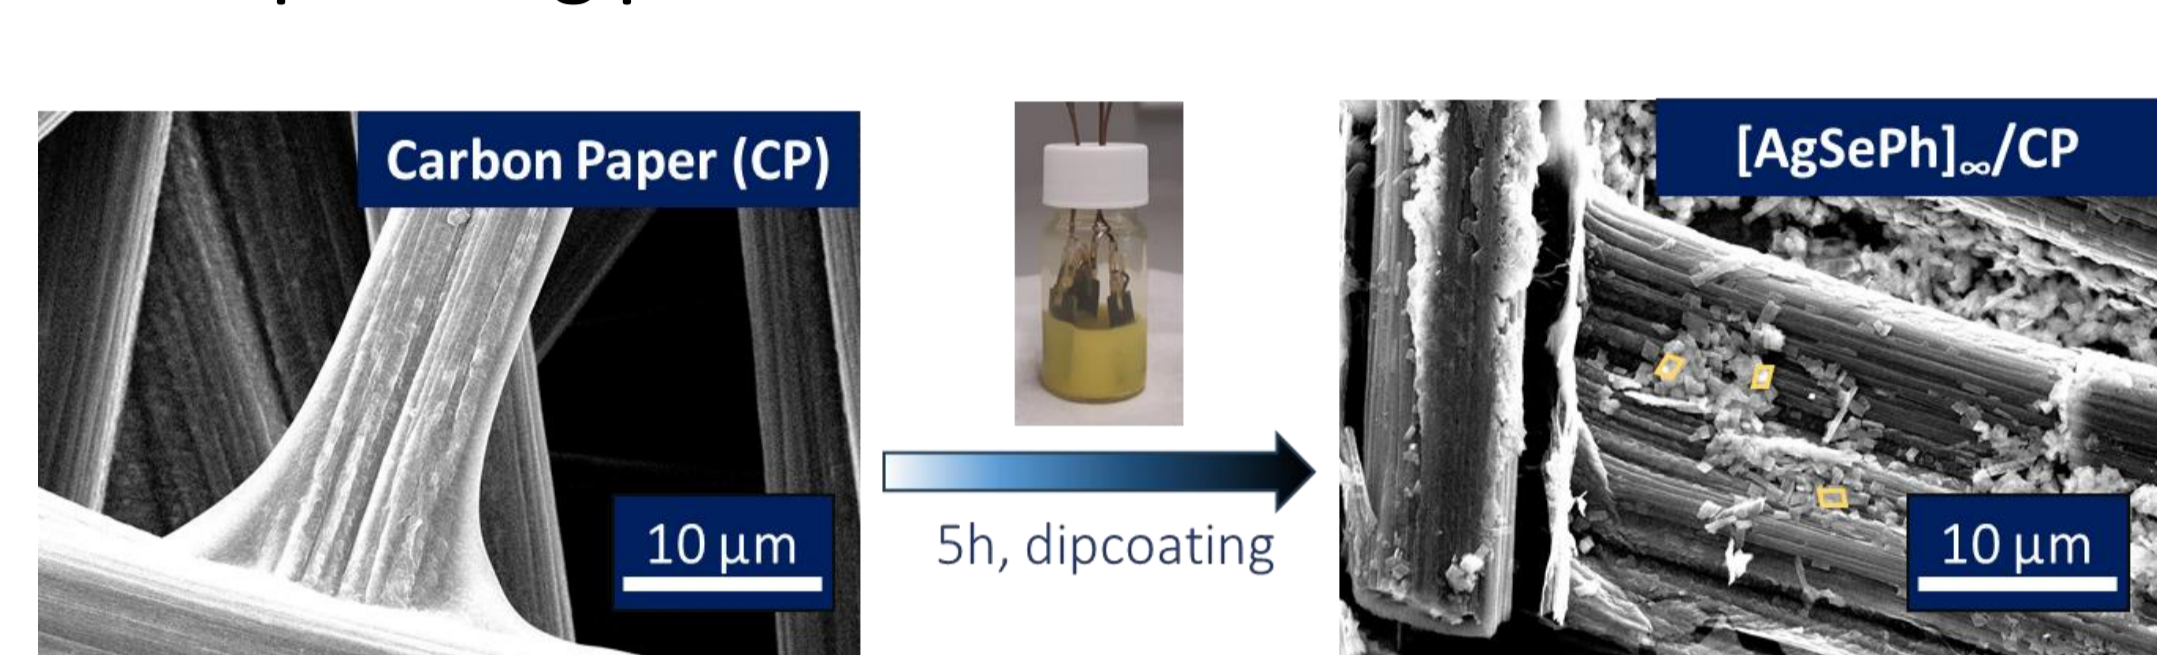 Carbon Paper (CP)
10 µm
5h, dipcoating
[AgSePh]∞/CP
10 µm